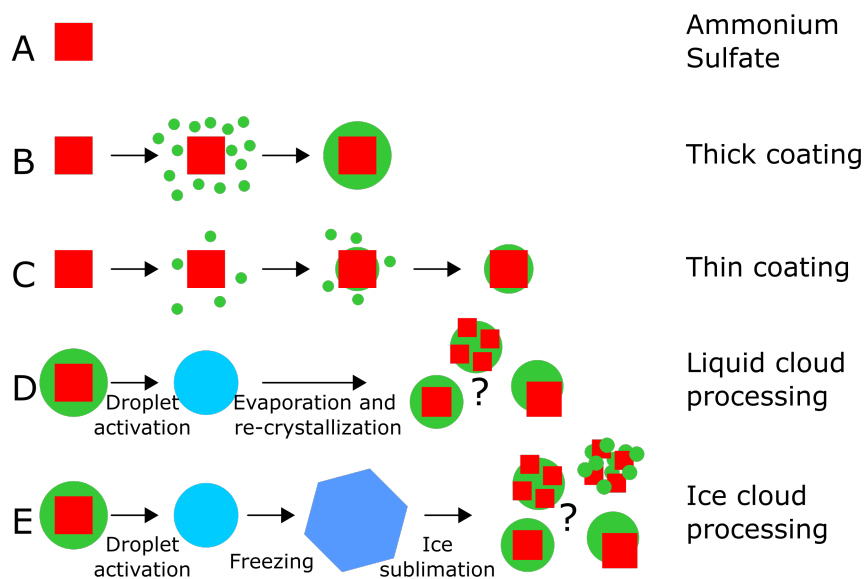 A
Ammonium
Sulfate
B
Thick coating
C
Thin coating
D
Droplet
activation
Evaporation and
re-crystallization
?
Liquid cloud
processing
E
Droplet
activation
Freezing
Ice
sublimation
?
Ice cloud
processing